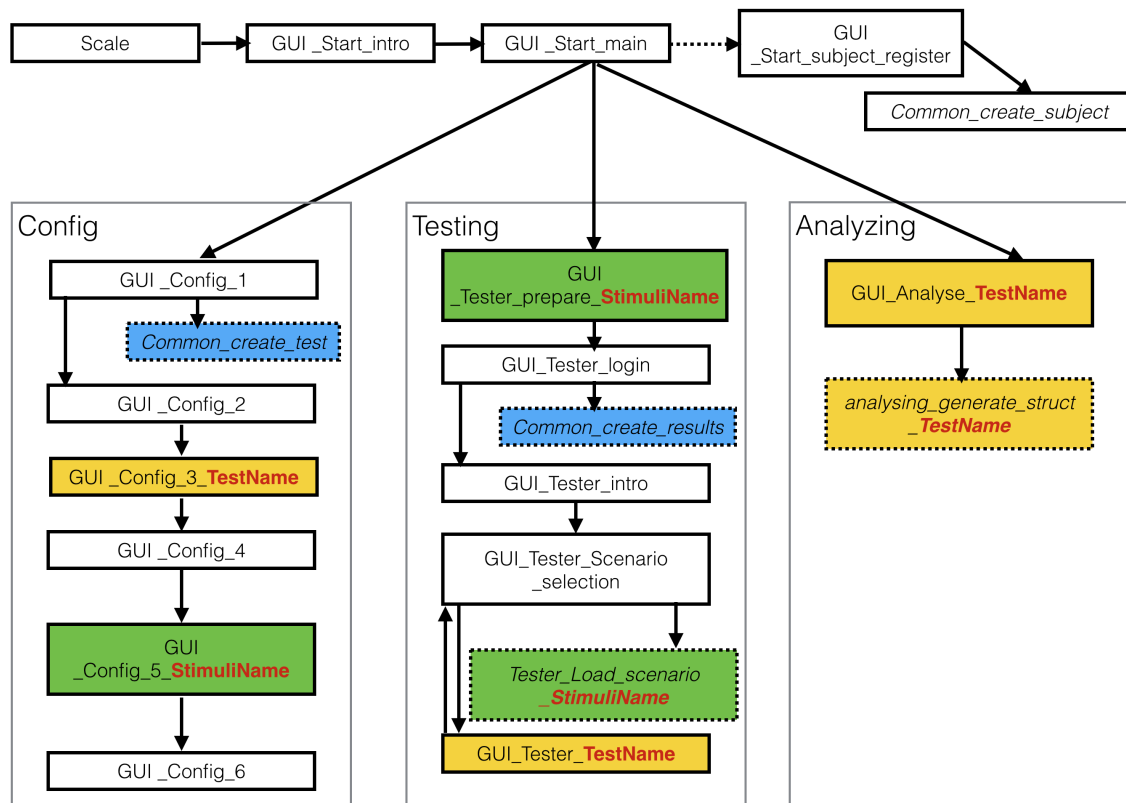 Scale
GUI _Start_intro
GUI _Start_main
GUI
_Start_subject_register
Common_create_subject
Config
GUI _Config_1
Common_create_test
GUI _Config_2
GUI _Config_3_TestName
GUI _Config_4
GUI
_Config_5_StimuliName
GUI _Config_6
Testing
GUI
_Tester_prepare_StimuliName
GUI_Tester_login
Common_create_results
GUI_Tester_intro
GUI_Tester_Scenario
_selection
Tester_Load_scenario
_StimuliName
GUI_Tester_TestName
Analyzing
GUI_Analyse_TestName
analysing_generate_struct
_TestName